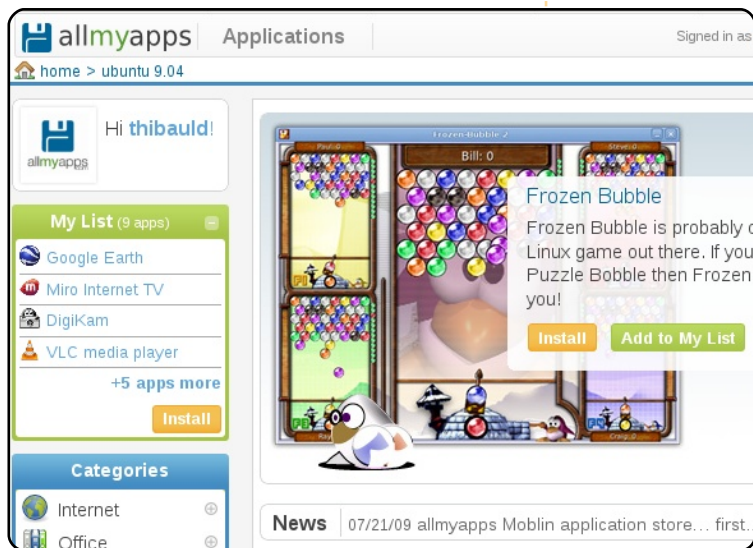 allmyapps Applications Signed in as
home > ubuntu 9.04
allmyapps
Hi thibauld!
My List (9 apps)
Google Earth
Miro Internet TV
DigiKam
VLC media player
+5 apps more
Install
Categories
Internet
Office
Frozen-Bubble 2
Bill: 0
Frozen Bubble
Frozen Bubble is probably
Linux game out there. If you
Puzzle Bobble then Frozen
you!
Install Add to My List
News 07/21/09 allmyapps Moblin application store... first...